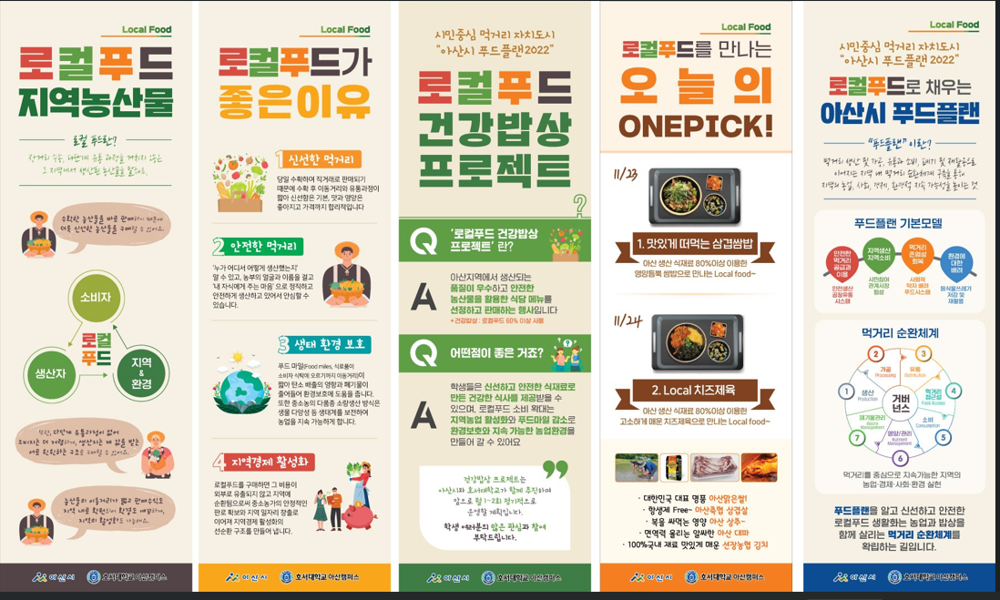 Local Food
로컬푸드
지역농산물
로컬 푸드란?
장거리 수송, 다단계 유통 과정을 거치지 않은
그 지역에서 생산된 농산물을 말해요.
수확한 농산물을 바로 판매하기 때문에
더욱 신선한 농산물을 구매할 수 있어요.
소비자
로컬
푸드
생산자
지역
&
환경
또한, 다단계 유통과정이 없어
소비자는 더 저렴하게, 생산자는 제 값을 받는
서로 윈윈하는 구조로 거래할 수 있어요.
농산물의 이동거리가 짧고 판매수익도
지역 내로 환원되어 환경도 예방하고,
지역의 활성화도 가능해요.
아산시
호서대학교 아산캠퍼스
Local Food
로컬푸드가
좋은이유
1 신선한 먹거리
당일 수확하여 직거래로 판매되기
때문에 수확 후 이동거리와 유통과정이
짧아 신선함은 기본, 맛과 영양은
좋아지고 가격까지 합리적입니다
2 안전한 먹거리
'누가 어디서 어떻게 생산했는지'
알 수 있고, 농부의 얼굴과 이름을 걸고
'내 자식에게 주는 마음' 으로 정직하고
안전하게 생산하고 있어서 안심할 수
있습니다.
3 생태 환경 보호
푸드 마일(Food miles, 식료품이
소비자 식탁에 오르기까지 이동거리)이
짧아 탄소 배출의 영향과 폐기물이
줄어들어 환경보호에 도움을 줍니다.
또한 중소농의 다품종 소량생산 방식은
생물 다양성 등 생태계를 보전하여
농업을 지속 가능하게 합니다.
4 지역경제 활성화
로컬푸드를 구매하면 그 비용이
외부로 유출되지 않고 지역에
순환됨으로써 중소농가의 안정적인
판로 확보와 지역 일자리 창출로
이어져 지역경제 활성화의
선순환 구조를 만들어 냅니다.
아산시
호서대학교 아산캠퍼스
시민중심 먹거리 자치도시
"아산시 푸드플랜2022"
로컬푸드
건강밥상
프로젝트
?
Q
'로컬푸드 건강밥상
프로젝트' 란?
A
아산지역에서 생산되는
품질이 우수하고 안전한
농산물을 활용한 식당 메뉴를
선정하고 판매하는 행사입니다
*건강밥상 : 로컬푸드 60% 이상 사용
Q
어떤점이 좋은 거죠?
A
학생들은 신선하고 안전한 식재료로
만든 건강한 식사를 제공받을 수
있으며, 로컬푸드 소비 확대는
지역농업 활성화와 푸드마일 감소로
환경보호와 지속 가능한 농업환경을
만들어 갈 수 있어요
건강밥상 프로젝트는
아산시와 호서대학교가 함께 추진하며
앞으로 월 1~2회 정기적으로
운영할 계획입니다.
학생 여러분의 많은 관심과 참여
부탁드립니다.
아산시
호서대학교 아산캠퍼스
Local Food
로컬푸드를 만나는
오늘의
ONEPICK!
11/23
1. 맛있게 떠먹는 삼겹쌈밥
아산 생산 식재료 80%이상 이용한
영양듬뿍 쌈밥으로 만나는 Local food~
11/24
2. Local 치즈제육
아산 생산 식재료 80%이상 이용한
고소하게 매운 치즈제육으로 만나는 Local food~
· 대한민국 대표 명품 아산맑은쌀!
· 항생제 Free~ 아산축협 삼겹살
· 복을 싸먹는 영양 아산 상추~
· 면역력 올리는 알싸한 아산 대파
· 100%국내 재료 맛있게 매운 선장농협 김치
아산시
호서대학교 아산캠퍼스
Local Food
시민중심 먹거리 자치도시
"아산시 푸드플랜 2022"
로컬푸드로 채우는
아산시 푸드플랜
"푸드플랜" 이란?
먹거리 생산 및 가공, 유통과 소비, 폐기 및 재활용으로
이어지는 지역 내 먹거리 순환체계 구축을 통해
지역의 농업, 사회, 경제, 환경적 지속 가능성을 높이는 것
푸드플랜 기본모델
안전한
먹거리
공급과
이용
지역생산
지역소비
먹거리
존엄성
회복
환경에
대한
배려
안전생산
공정유통
시스템
시민참여
관계시장
형성
사회적
약자 배려
푸드시스템
음식물쓰레기
저감 및
재활용
먹거리 순환체계
1
생산
Production
2
가공
Processing
3
유통
Distribution
4
먹거리
접근성
Food Access
5
소비
Consumption
6
영양/관리
Nutrient
Management
7
폐기물관리
Waste
Management
거버
넌스
먹거리를 중심으로 지속가능한 지역의
농업·경제·사회·환경 실현
푸드플랜을 알고 신선하고 안전한
로컬푸드 생활화는 농업과 밥상을
함께 살리는 먹거리 순환체계를
확립하는 길입니다.
아산시
호서대학교 아산캠퍼스